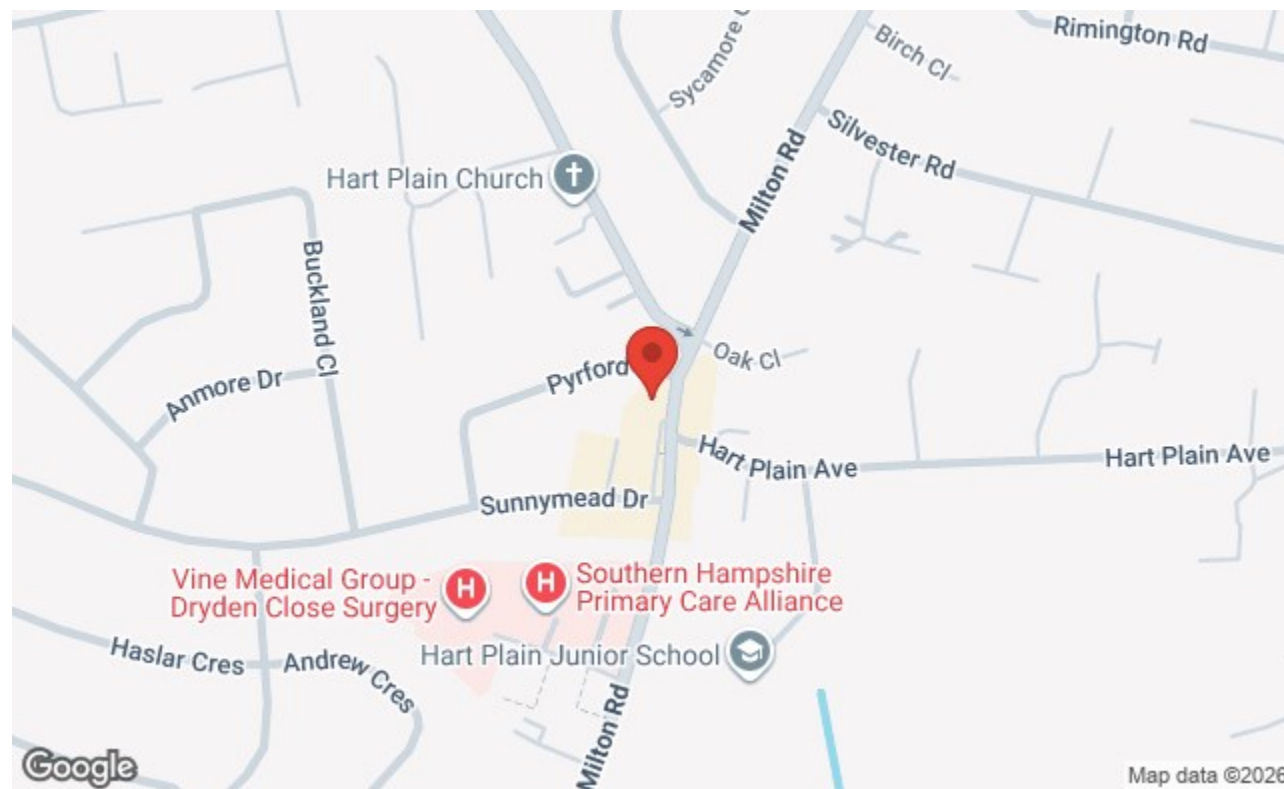 Rimington Rd
Birch Cl
Sycamore
Silvester Rd
Milton Rd
Hart Plain Church
Buckland Cl
Oak Cl
Pyrford
Anmore Dr
Hart Plain Ave
Hart Plain Ave
Sunnymead Dr
Vine Medical Group -
Dryden Close Surgery
H
H
Southern Hampshire
Primary Care Alliance
Hart Plain Junior School
Haslar Cres
Andrew Cres
Milton Rd
Google
Map data ©2026